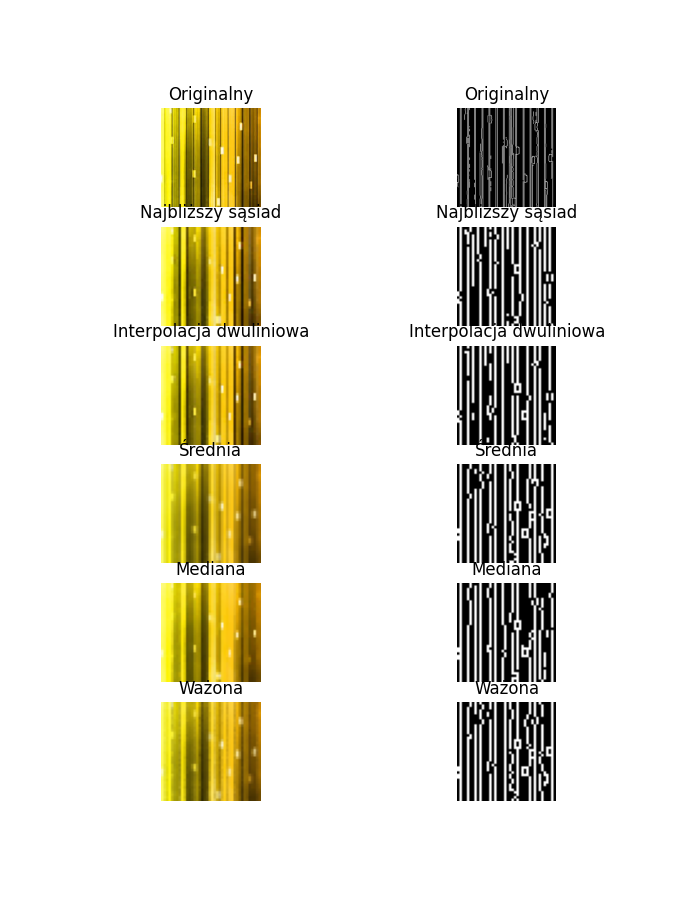 Originalny
Originalny
Najbliższy sąsiad
Najbliższy sąsiad
Interpolacja dwuliniowa
Interpolacja dwuliniowa
Średnia
Średnia
Mediana
Mediana
Ważona
Ważona